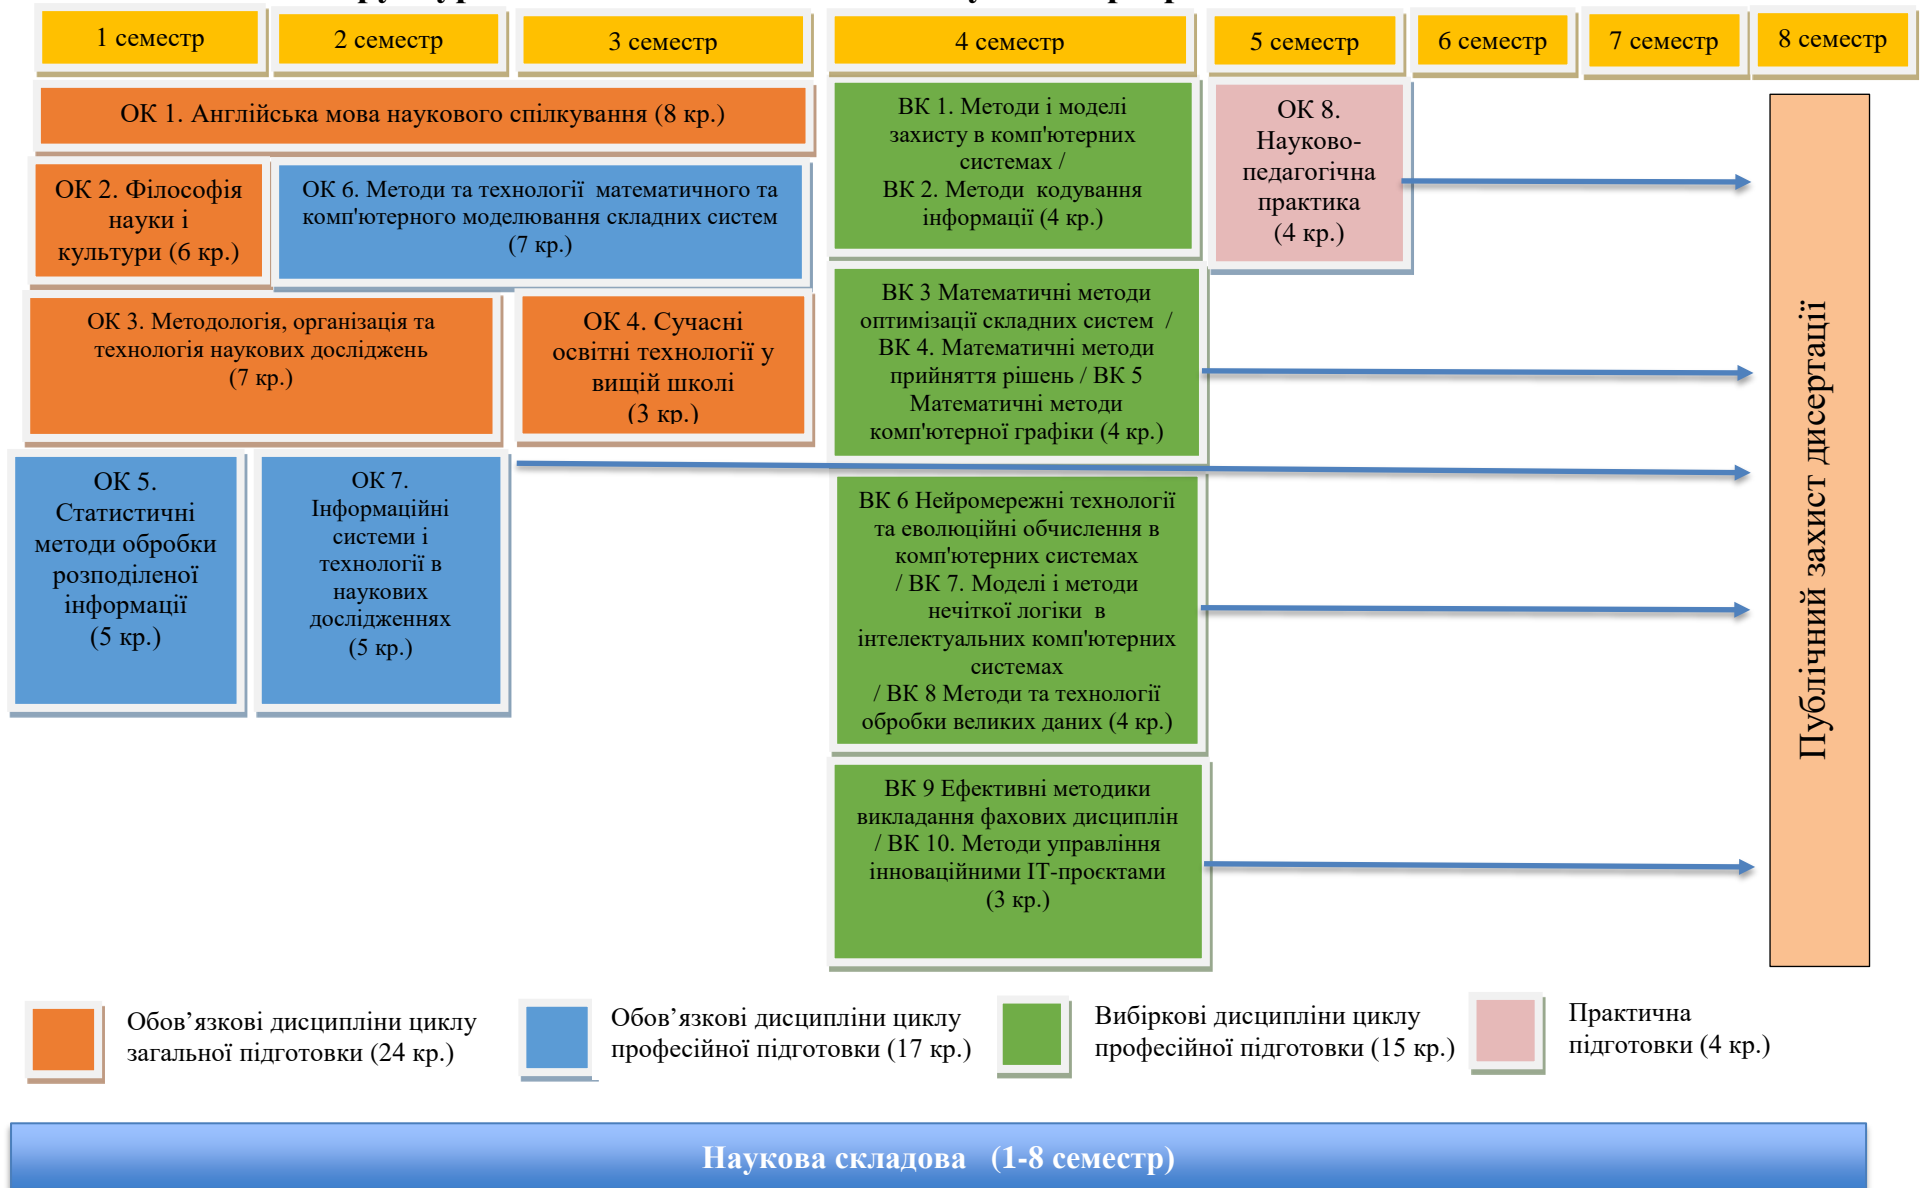 1 семестр
2 семестр
3 семестр
4 семестр
5 семестр
6 семестр
7 семестр
8 семестр
ОК 1. Англійська мова наукового спілкування (8 кр.)
ОК 2. Філософія
науки і
культури (6 кр.)
ОК 6. Методи та технології математичного та
комп'ютерного моделювання складних систем
(7 кр.)
ОК 3. Методологія, організація та
технологія наукових досліджень
(7 кр.)
ОК 4. Сучасні
освітні технології у
вищій школі
(3 кр.)
ОК 5.
Статистичні
методи обробки
розподіленої
інформації
(5 кр.)
ОК 7.
Інформаційні
системи і
технології в
наукових
дослідженнях
(5 кр.)
ВК 1. Методи і моделі
захисту в комп'ютерних
системах /
ВК 2. Методи кодування
інформації (4 кр.)
ВК 3 Математичні методи
оптимізації складних систем /
ВК 4. Математичні методи
прийняття рішень / ВК 5
Математичні методи
комп'ютерної графіки (4 кр.)
ВК 6 Нейромережні технології
та еволюційні обчислення в
комп'ютерних системах
/ ВК 7. Моделі і методи
нечіткої логіки в
інтелектуальних комп'ютерних
системах
/ ВК 8 Методи та технології
обробки великих даних (4 кр.)
ВК 9 Ефективні методики
викладання фахових дисциплін
/ ВК 10. Методи управління
інноваційними ІТ-проєктами
(3 кр.)
ОК 8.
Науково-
педагогічна
практика
(4 кр.)
Публічний захист дисертації
Обов’язкові дисципліни циклу
загальної підготовки (24 кр.)
Обов’язкові дисципліни циклу
професійної підготовки (17 кр.)
Вибіркові дисципліни циклу
професійної підготовки (15 кр.)
Практична
підготовки (4 кр.)
Наукова складова (1-8 семестр)